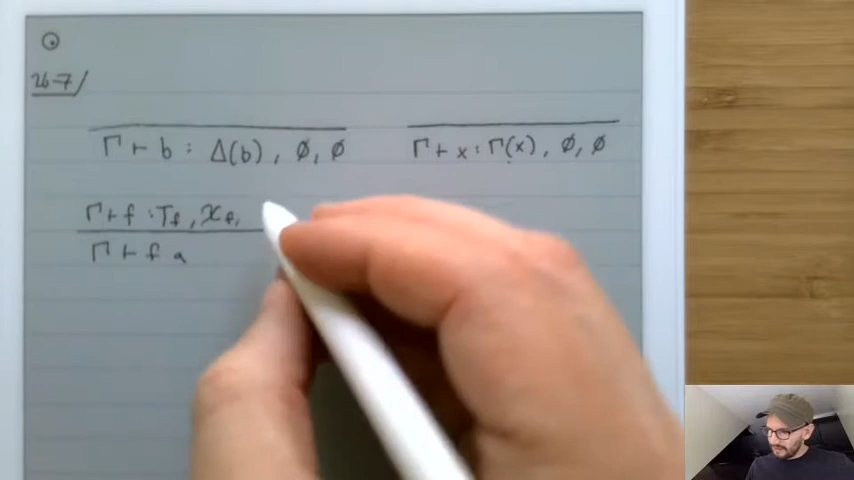 26-7/
Γ ⊢ b : Δ(b), ∅, ∅
Γ ⊢ x : Γ(x), ∅, ∅
Γ ⊢ f : T_f, X_f,
Γ ⊢ f a